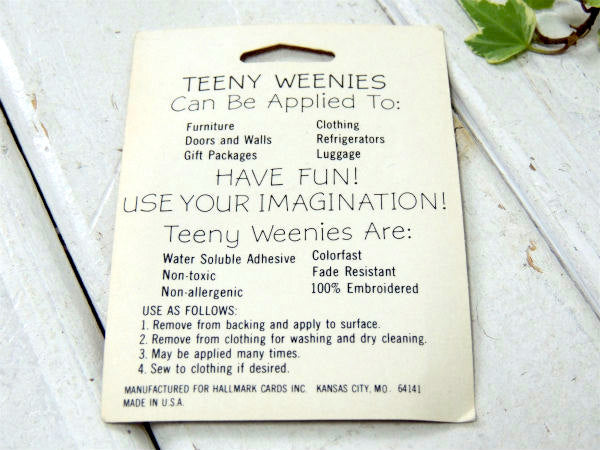 TEENY WEENIES
Can Be Applied To:
Furniture Clothing
Doors and Walls Refrigerators
Gift Packages Luggage
HAVE FUN!
USE YOUR IMAGINATION!
Teeny Weenies Are:
Water Soluble Adhesive Colorfast
Non-toxic Fade Resistant
Non-allergenic 100% Embroidered
USE AS FOLLOWS:
1. Remove from backing and apply to surface.
2. Remove from clothing for washing and dry cleaning.
3. May be applied many times.
4. Sew to clothing if desired.
MANUFACTURED FOR HALLMARK CARDS INC. KANSAS CITY, MO. 64141
MADE IN U.S.A.